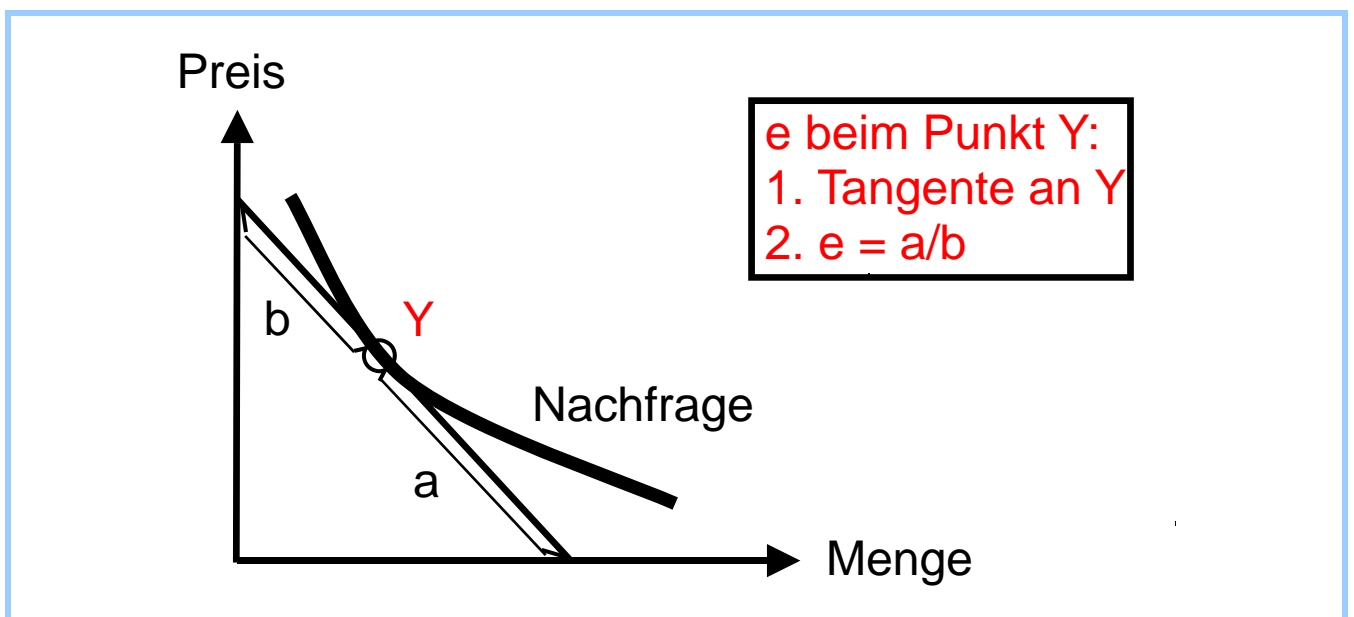 Preis
e beim Punkt Y:
1. Tangente an Y
2. e = a/b
b
Y
Nachfrage
a
Menge